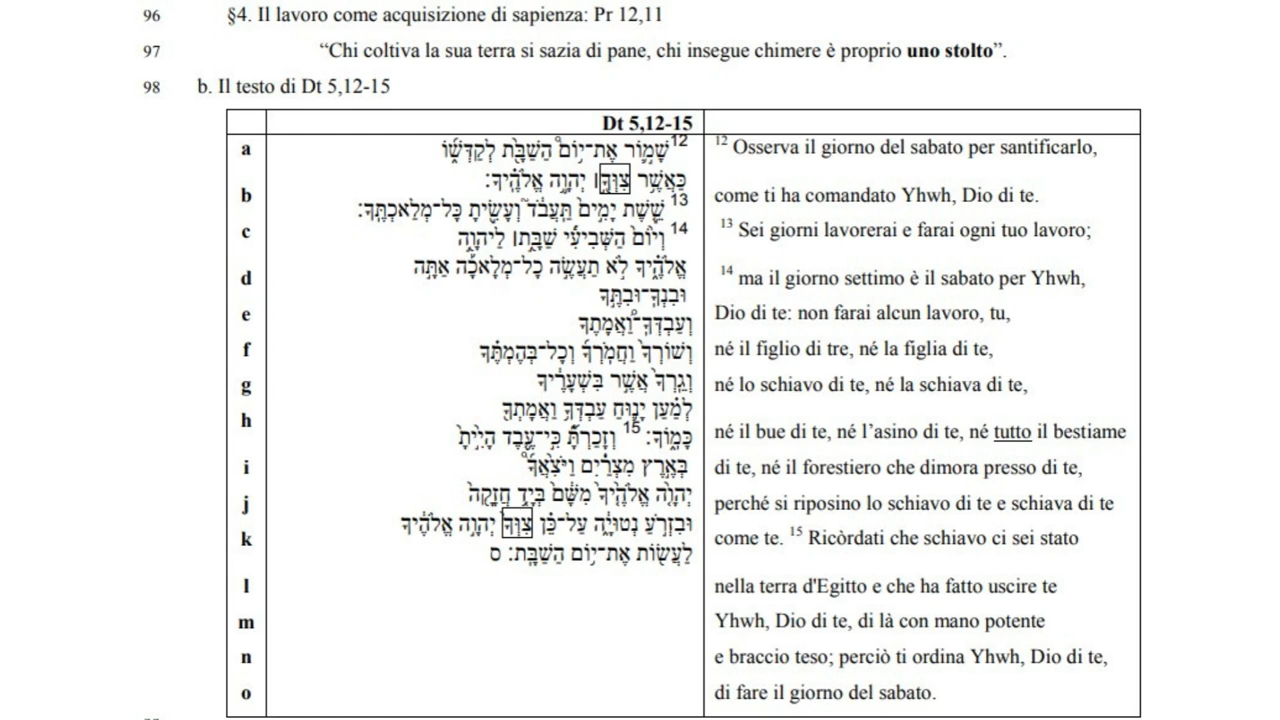 96 §4. Il lavoro come acquisizione di sapienza: Pr 12,11
97 “Chi coltiva la sua terra si sazia di pane, chi insegue chimere è proprio uno stolto”.
98 b. Il testo di Dt 5,12-15
Dt 5,12-15
a
b
c
d
e
f
g
h
i
j
k
l
m
n
o
12 שָׁמ֣֛וֹר אֶת־י֥וֹם֩ הַשַּׁבָּ֖֨ת לְקַדְּשׁ֑֜וֹ
כַּאֲשֶׁ֥ר צִוְּךָ֖֣׀ יְהוָ֥ה אֱלֹהֶֽ֗יךָ׃
13 שֵׁ֤֣שֶׁת יָמִ֣ים֙ תַּֽעֲבֹ֔ד֮ וְעָשִׂ֖֣יתָ כָּֿל־מְלַאכְתֶּֽךָ֒׃
14 וְי֙וֹם֙ הַשְּׁבִיעִ֜֔י שַׁבָּ֣֖ת׀ לַיהוָ֣ה
אֱלֹהֶ֑֗יךָ לֹ֣א תַעֲשֶׂ֣ה כָל־מְלָאכָ֡ה אַתָּ֣ה
וּבִנְךָֽ־וּבִתֶּ֣ךָ
וְעַבְדְּךָֽ־וַ֠אֲמָתֶךָ
וְשׁוֹרְךָ֨ וַחֲמֹֽרְךָ֜ וְכָל־בְּהֶמְתֶּ֗ךָ
וְגֵֽרְךָ֙ אֲשֶׁ֣ר בִּשְׁעָרֶ֔יךָ
לְמַ֗עַן יָנ֛וּחַ עַבְדְּךָ֥ וַאֲמָתְךָ֖
כָּמֽ֑וֹךָ׃ 15 וְזָכַרְתָּ֗֞ כִּ֣י־עֶ֤֥בֶד הָיִ֣֙יתָ֙
בְּאֶ֣רֶץ מִצְרַ֔֗יִם וַיֹּצִ֨אֲךָ֜֩
יְהוָ֤֨ה אֱלֹהֶ֤֙יךָ֙ מִשָּׁ֔ם֙ בְּיָ֤֥ד חֲזָקָ֖ה֙
וּבִזְרֹ֣עַ נְטוּיָ֑֔ה עַל־כֵּ֗ן צִוְּךָ֙ יְהוָ֣ה אֱלֹהֶ֔יךָ
לַעֲשׂ֖וֹת אֶת־י֥וֹם הַשַּׁבָּֽת׃ ס
12 Osserva il giorno del sabato per santificarlo,
come ti ha comandato Yhwh, Dio di te.
13 Sei giorni lavorerai e farai ogni tuo lavoro;
14 ma il giorno settimo è il sabato per Yhwh,
Dio di te: non farai alcun lavoro, tu,
né il figlio di tre, né la figlia di te,
né lo schiavo di te, né la schiava di te,
né il bue di te, né l’asino di te, né tutto il bestiame
di te, né il forestiero che dimora presso di te,
perché si riposino lo schiavo di te e schiava di te
come te. 15 Ricòrdati che schiavo ci sei stato
nella terra d'Egitto e che ha fatto uscire te
Yhwh, Dio di te, di là con mano potente
e braccio teso; perciò ti ordina Yhwh, Dio di te,
di fare il giorno del sabato.